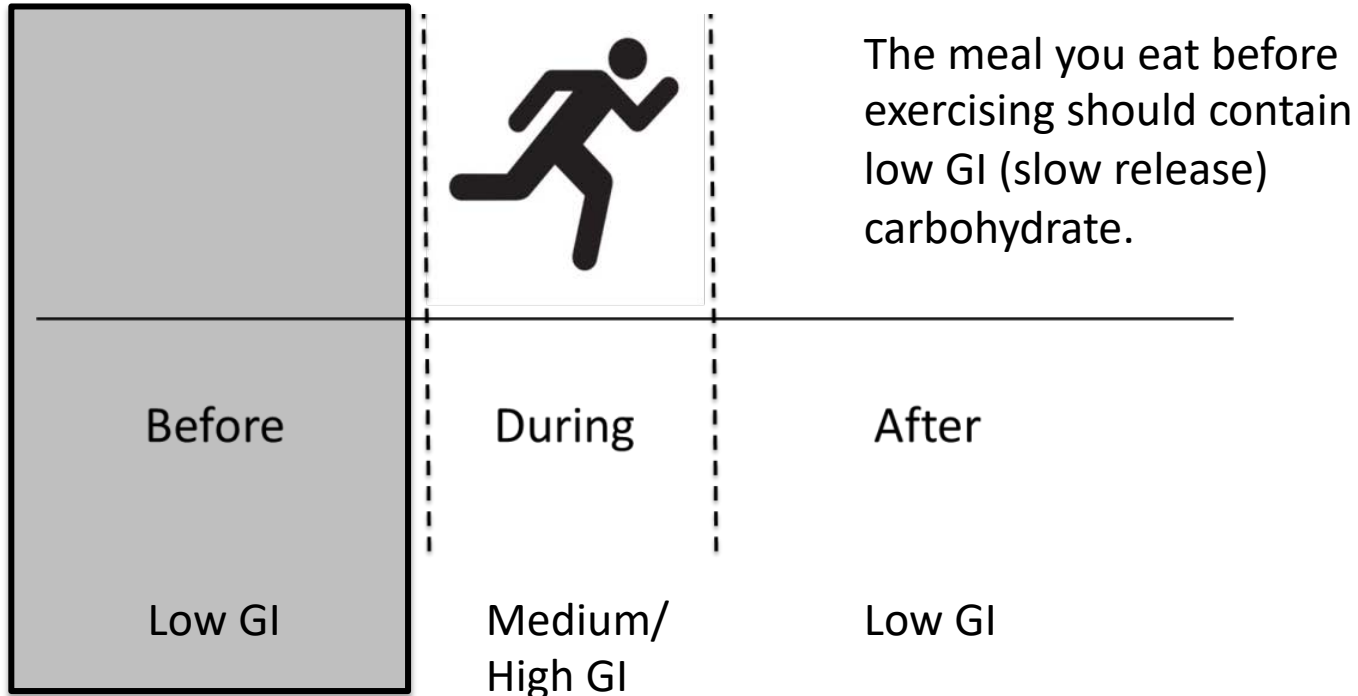 The meal you eat before
exercising should contain
low GI (slow release)
carbohydrate.
Before
During
After
Low GI
Medium/
High GI
Low GI